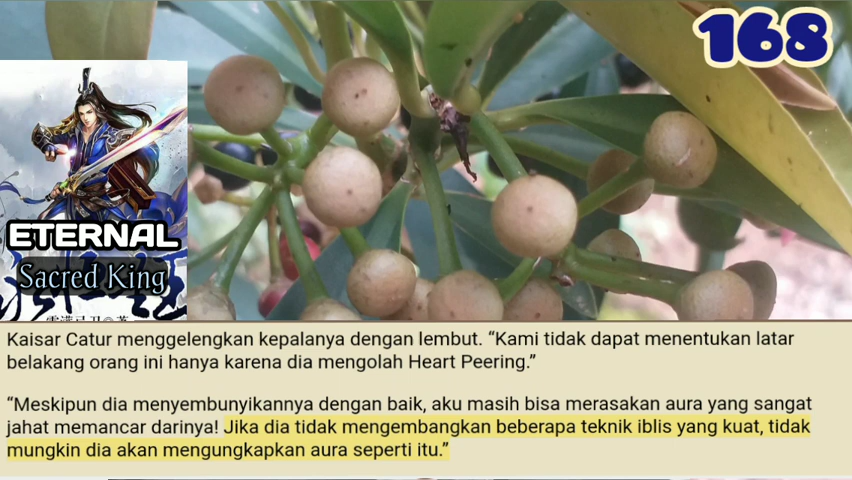 168
ETERNAL
Sacred King
Kaisar Catur menggelengkan kepalanya dengan lembut. “Kami tidak dapat menentukan latar
belakang orang ini hanya karena dia mengolah Heart Peering.”
“Meskipun dia menyembunyikannya dengan baik, aku masih bisa merasakan aura yang sangat
jahat memancar darinya! Jika dia tidak mengembangkan beberapa teknik iblis yang kuat, tidak
mungkin dia akan mengungkapkan aura seperti itu.”